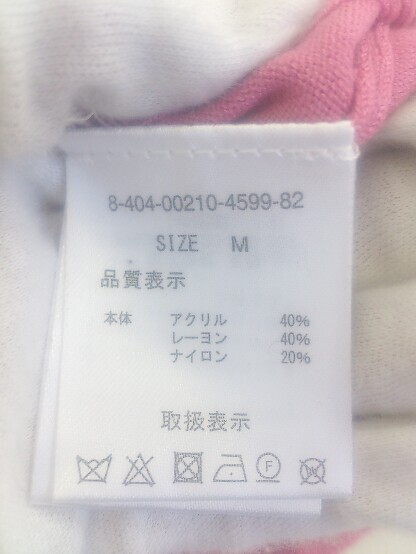 8-404-00210-4599-82
SIZE M
品質表示
本体 アクリル 40%
レーヨン 40%
ナイロン 20%
取扱表示
F